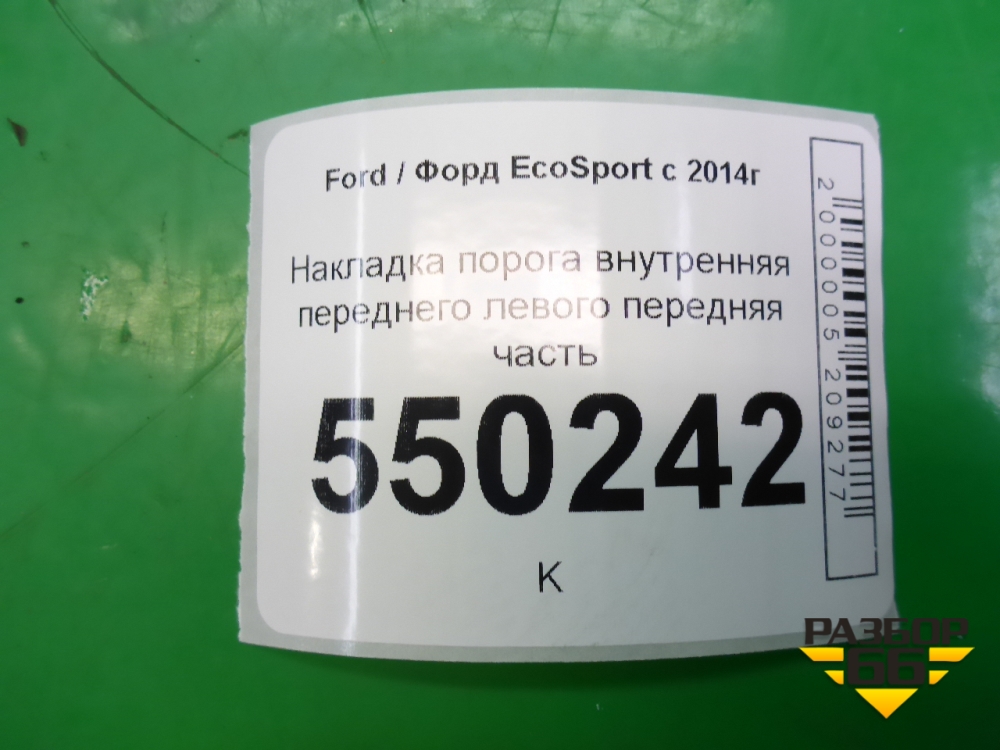 Ford / Форд EcoSport с 2014г
Накладка порога внутренняя
переднего левого передняя
часть
550242
К
2000005209277
РАЗБОР
66